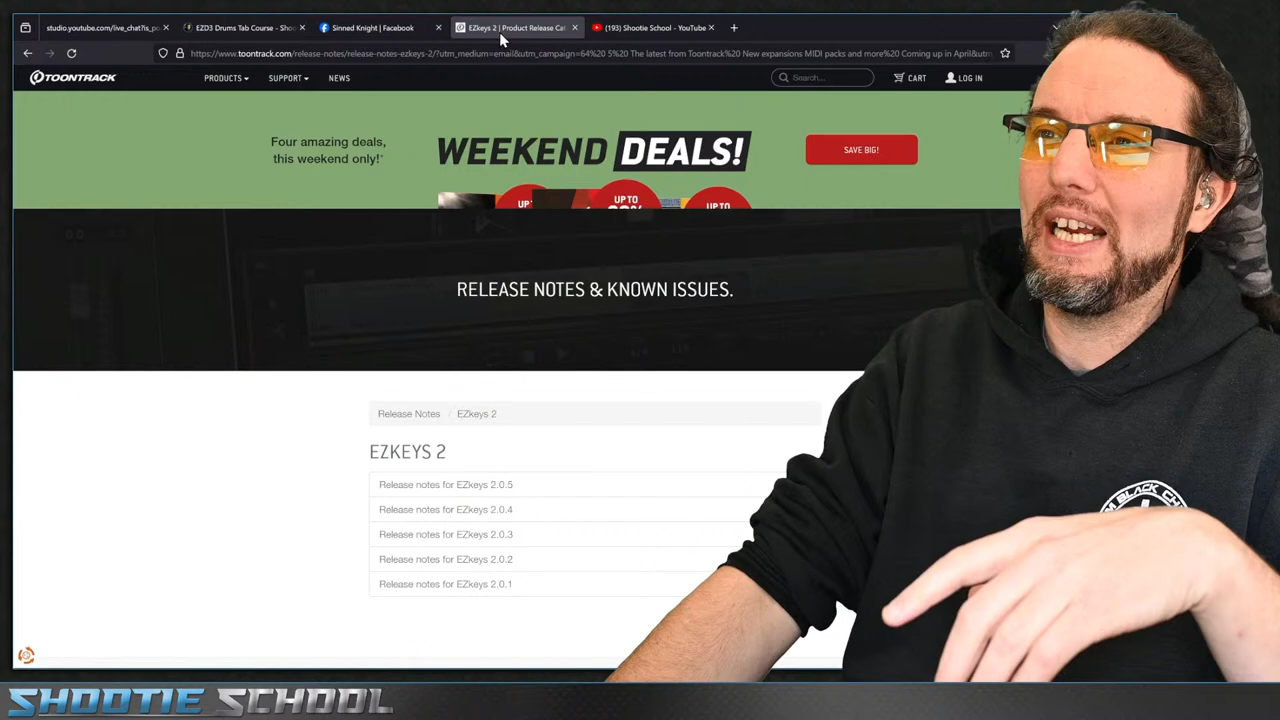 studio.youtube.com/live_chat?is_po
EZD3 Drums Tab Course - Shoo
Sinned Knight | Facebook
EZkeys 2 | Product Release Cat
(193) Shootie School - YouTube
https://www.toontrack.com/release-notes/release-notes-ezkeys-2/?utm_medium=email&utm_campaign=64%20 5%20 The latest from Toontrack:20 New expansions MIDI packs and more%20 Coming up in April&utm
TOONTRACK
PRODUCTS
SUPPORT
NEWS
Search...
CART
LOG IN
Four amazing deals,
this weekend only!*
WEEKEND DEALS!
SAVE BIG!
UP
UP TO
UP TO
RELEASE NOTES & KNOWN ISSUES.
Release Notes / EZkeys 2
EZKEYS 2
Release notes for EZkeys 2.0.5
Release notes for EZkeys 2.0.4
Release notes for EZkeys 2.0.3
Release notes for EZkeys 2.0.2
Release notes for EZkeys 2.0.1
BLACK
SHOOTIE SCHOOL